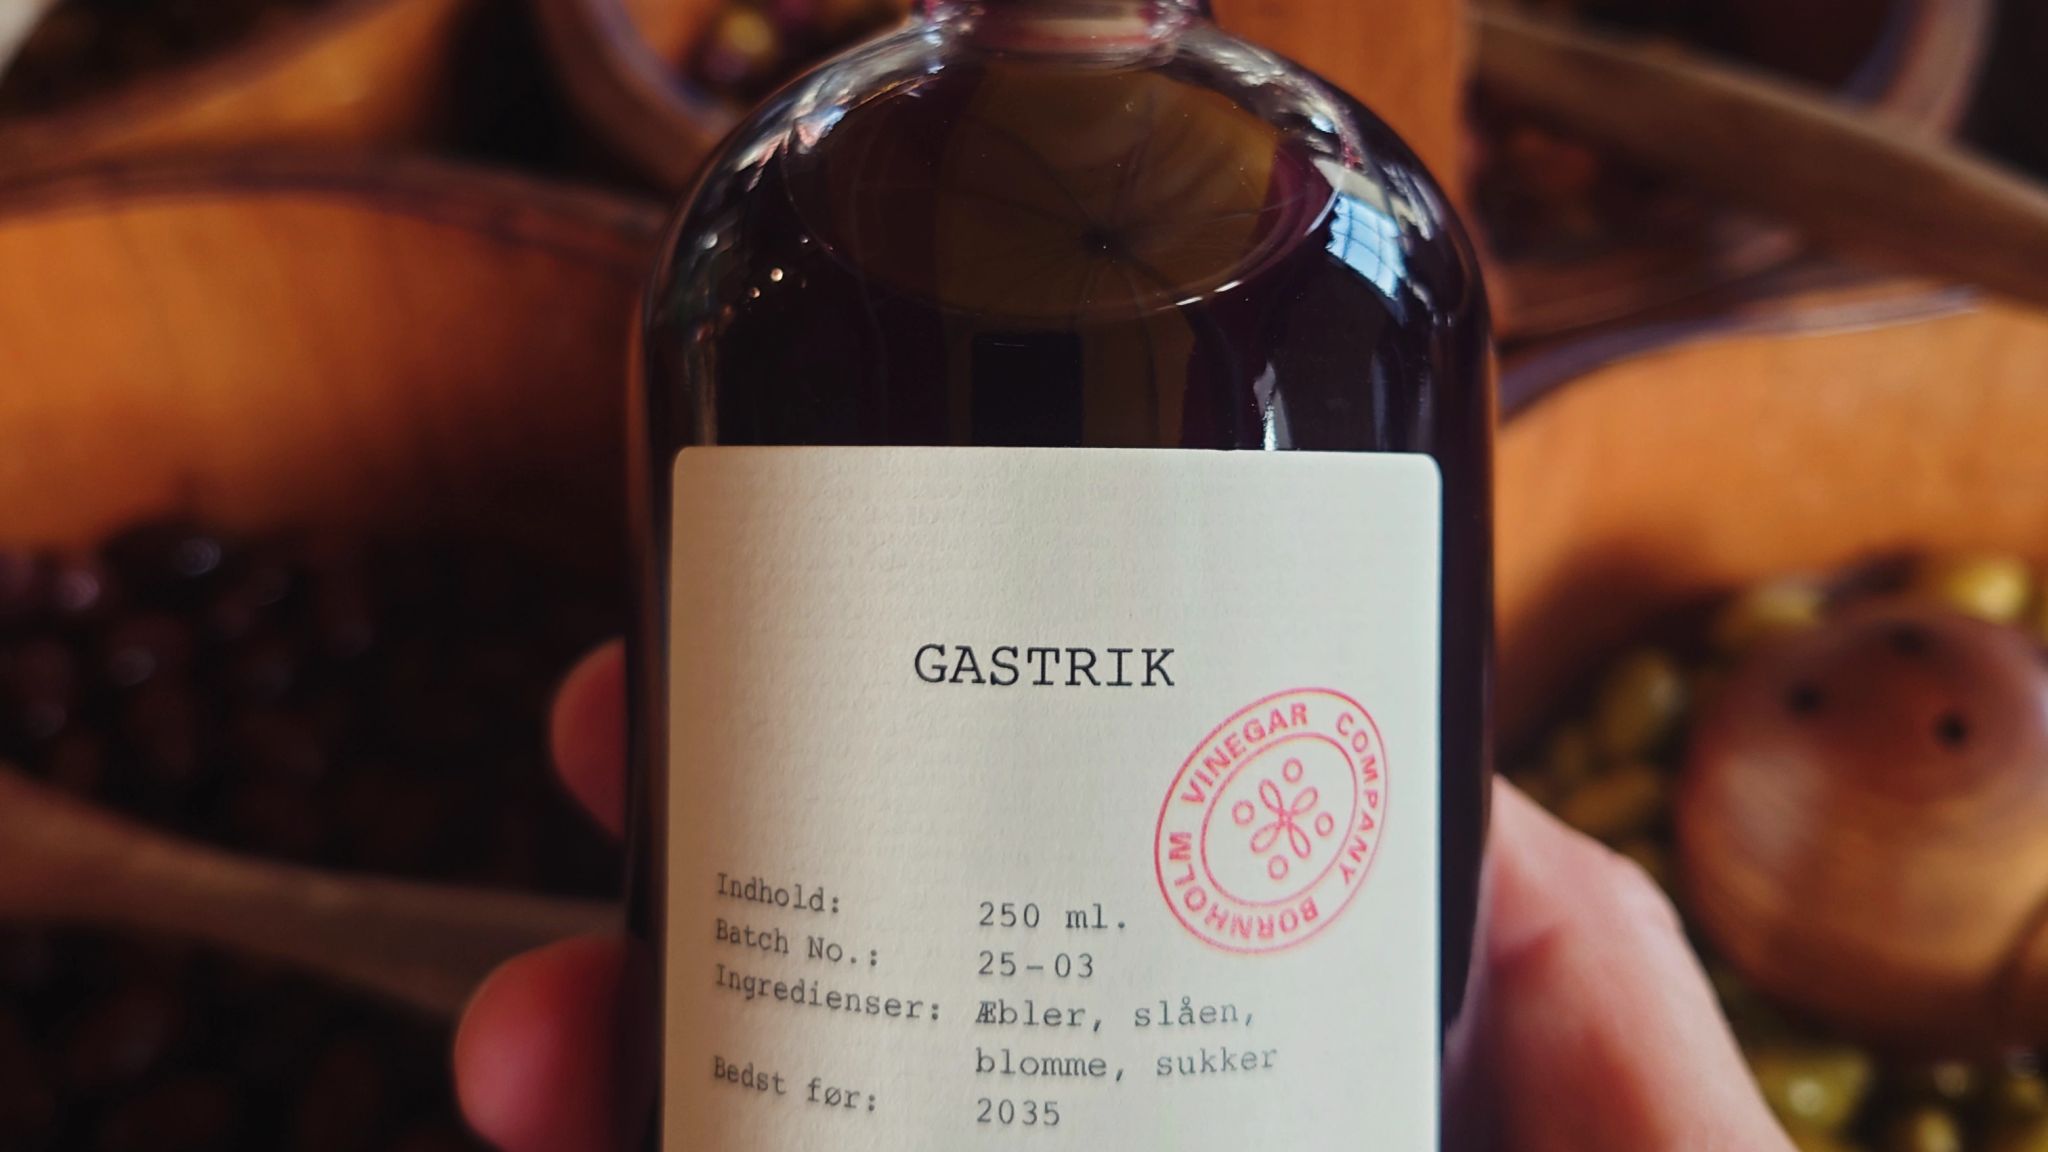 GASTRIK
BORNHOLM VINEGAR COMPANY
Indhold: 250 ml.
Batch No.: 25-03
Ingredienser: Æbler, slåen,
blomme, sukker
Bedst før: 2035